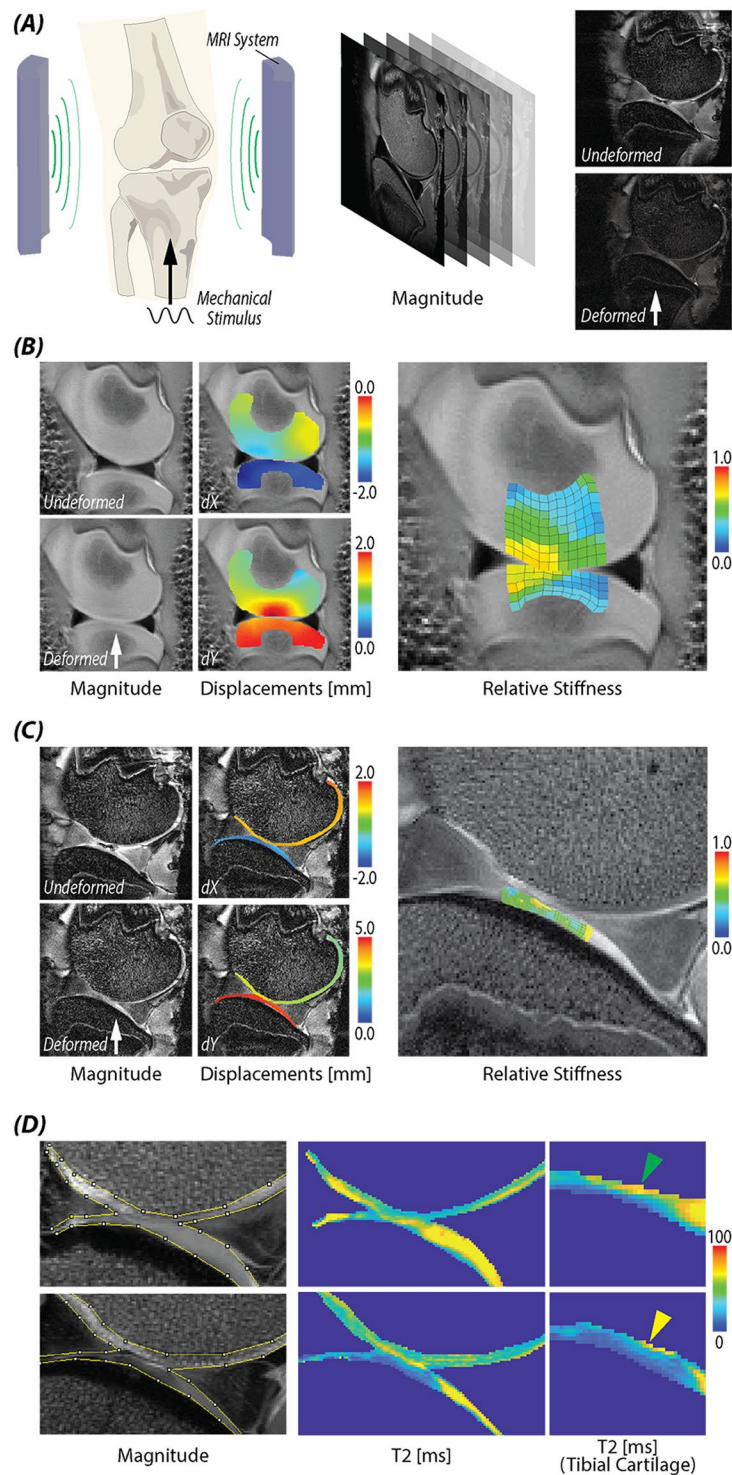 (A)
MRI System
Mechanical
Stimulus
Magnitude
Undeformed
Deformed
(B)
Undeformed
dX
0.0
-2.0
Deformed
dY
2.0
0.0
1.0
0.0
Magnitude
Displacements [mm]
Relative Stiffness
(C)
Undeformed
dX
2.0
-2.0
Deformed
dY
5.0
0.0
1.0
0.0
Magnitude
Displacements [mm]
Relative Stiffness
(D)
100
0
Magnitude
T2 [ms]
T2 [ms]
(Tibial Cartilage)